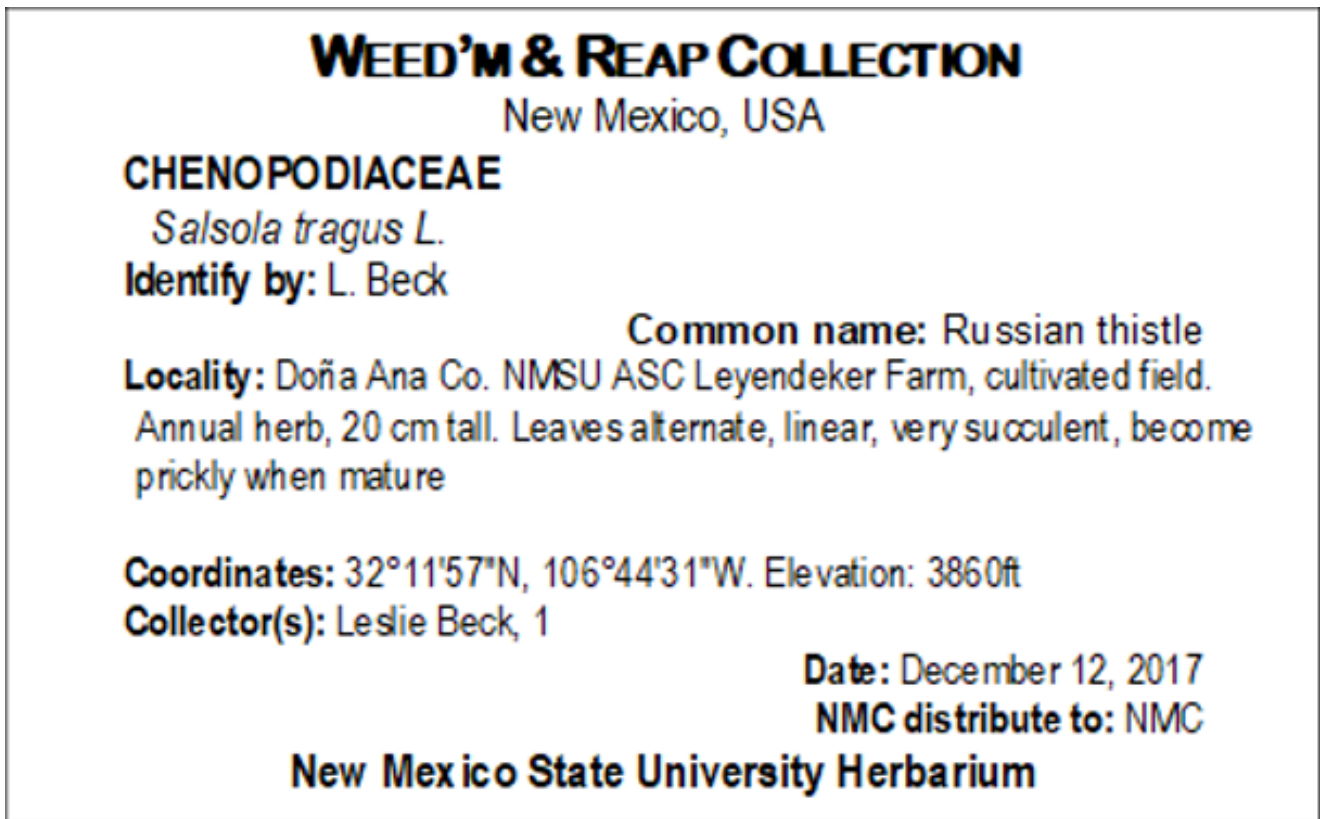 WEED'M & REAP COLLECTION
New Mexico, USA
CHENOPODIACEAE
Salsola tragus L.
Identify by: L. Beck
Common name: Russian thistle
Locality: Doña Ana Co. NMSU ASC Leyendeker Farm, cultivated field.
Annual herb, 20 cm tall. Leaves alternate, linear, very succulent, become
prickly when mature
Coordinates: 32°11'57"N, 106°44'31"W. Elevation: 3860ft
Collector(s): Leslie Beck, 1
Date: December 12, 2017
NMC distribute to: NMC
New Mexico State University Herbarium